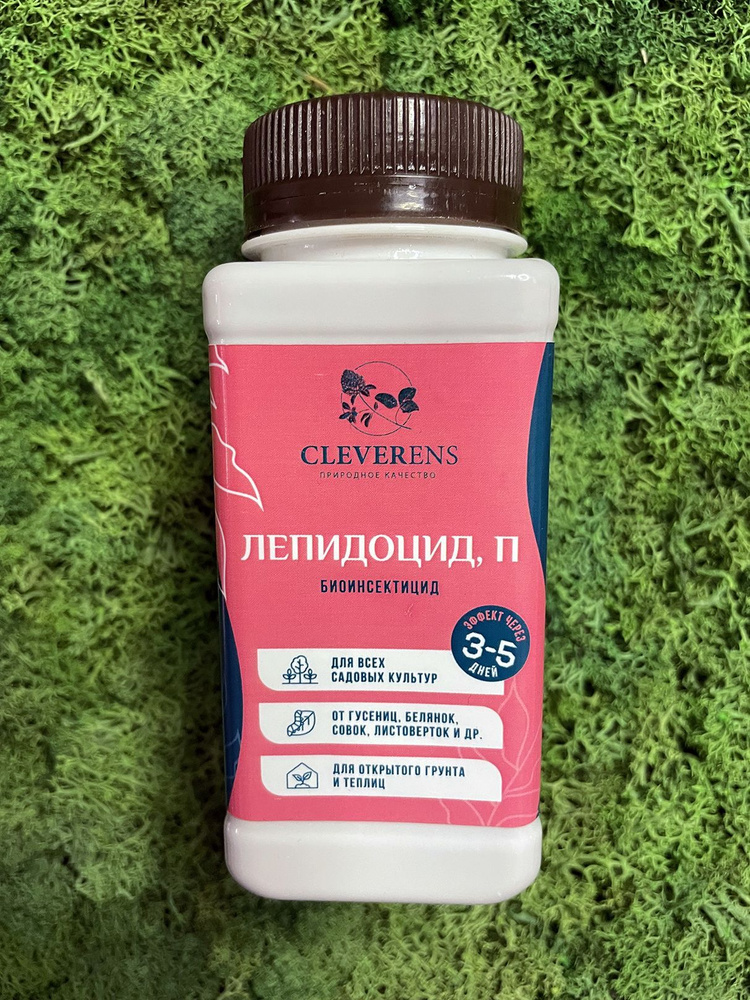 CLEVERENS
ПРИРОДНОЕ КАЧЕСТВО
ЛЕПИДОЦИД, П
БИОИНСЕКТИЦИД
ЭФФЕКТ ЧЕРЕЗ
3-5
ДНЕЙ
ДЛЯ ВСЕХ
САДОВЫХ КУЛЬТУР
ОТ ГУСЕНИЦ, БЕЛЯНОК,
СОВОК, ЛИСТОВЕРТОК И ДР.
ДЛЯ ОТКРЫТОГО ГРУНТА
И ТЕПЛИЦ